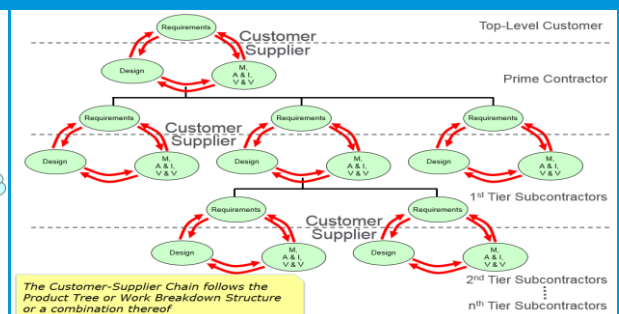 Requirements
Top-Level Customer
Customer
Supplier
Design
M,
A & I,
V & V
Prime Contractor
Requirements
Requirements
Requirements
Customer
Supplier
Design
M,
A & I,
V & V
Design
M,
A & I,
V & V
Design
M,
A & I,
V & V
1st Tier Subcontractors
Requirements
Requirements
Customer
Supplier
Design
M,
A & I,
V & V
Design
M,
A & I,
V & V
2nd Tier Subcontractors
nth Tier Subcontractors
The Customer-Supplier Chain follows the
Product Tree or Work Breakdown Structure
or a combination thereof